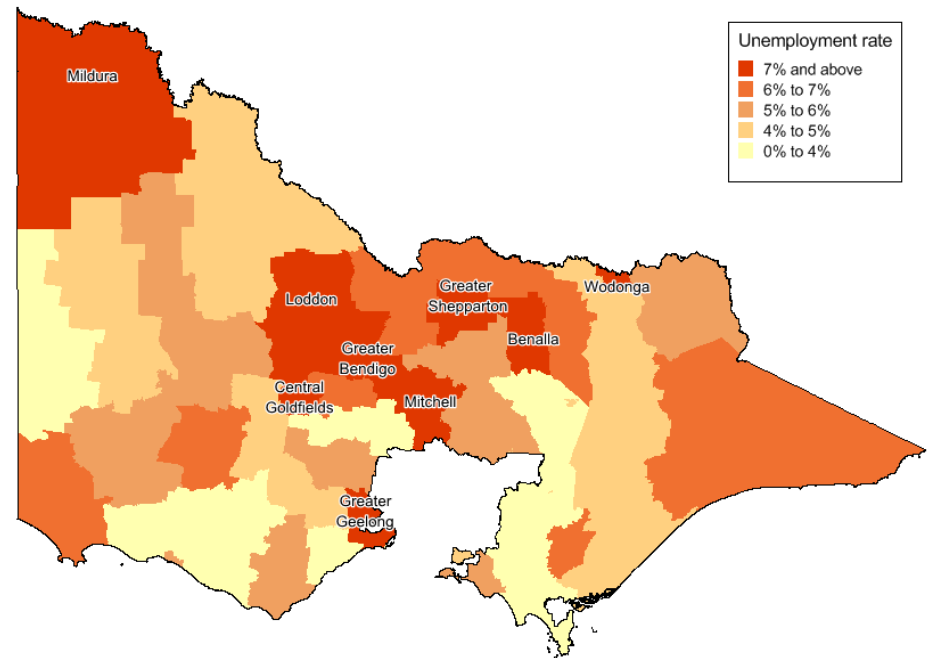 Unemployment rate
7% and above
6% to 7%
5% to 6%
4% to 5%
0% to 4%
Mildura
Loddon
Greater
Shepparton
Wodonga
Benalla
Greater
Bendigo
Central
Goldfields
Mitchell
Greater
Geelong